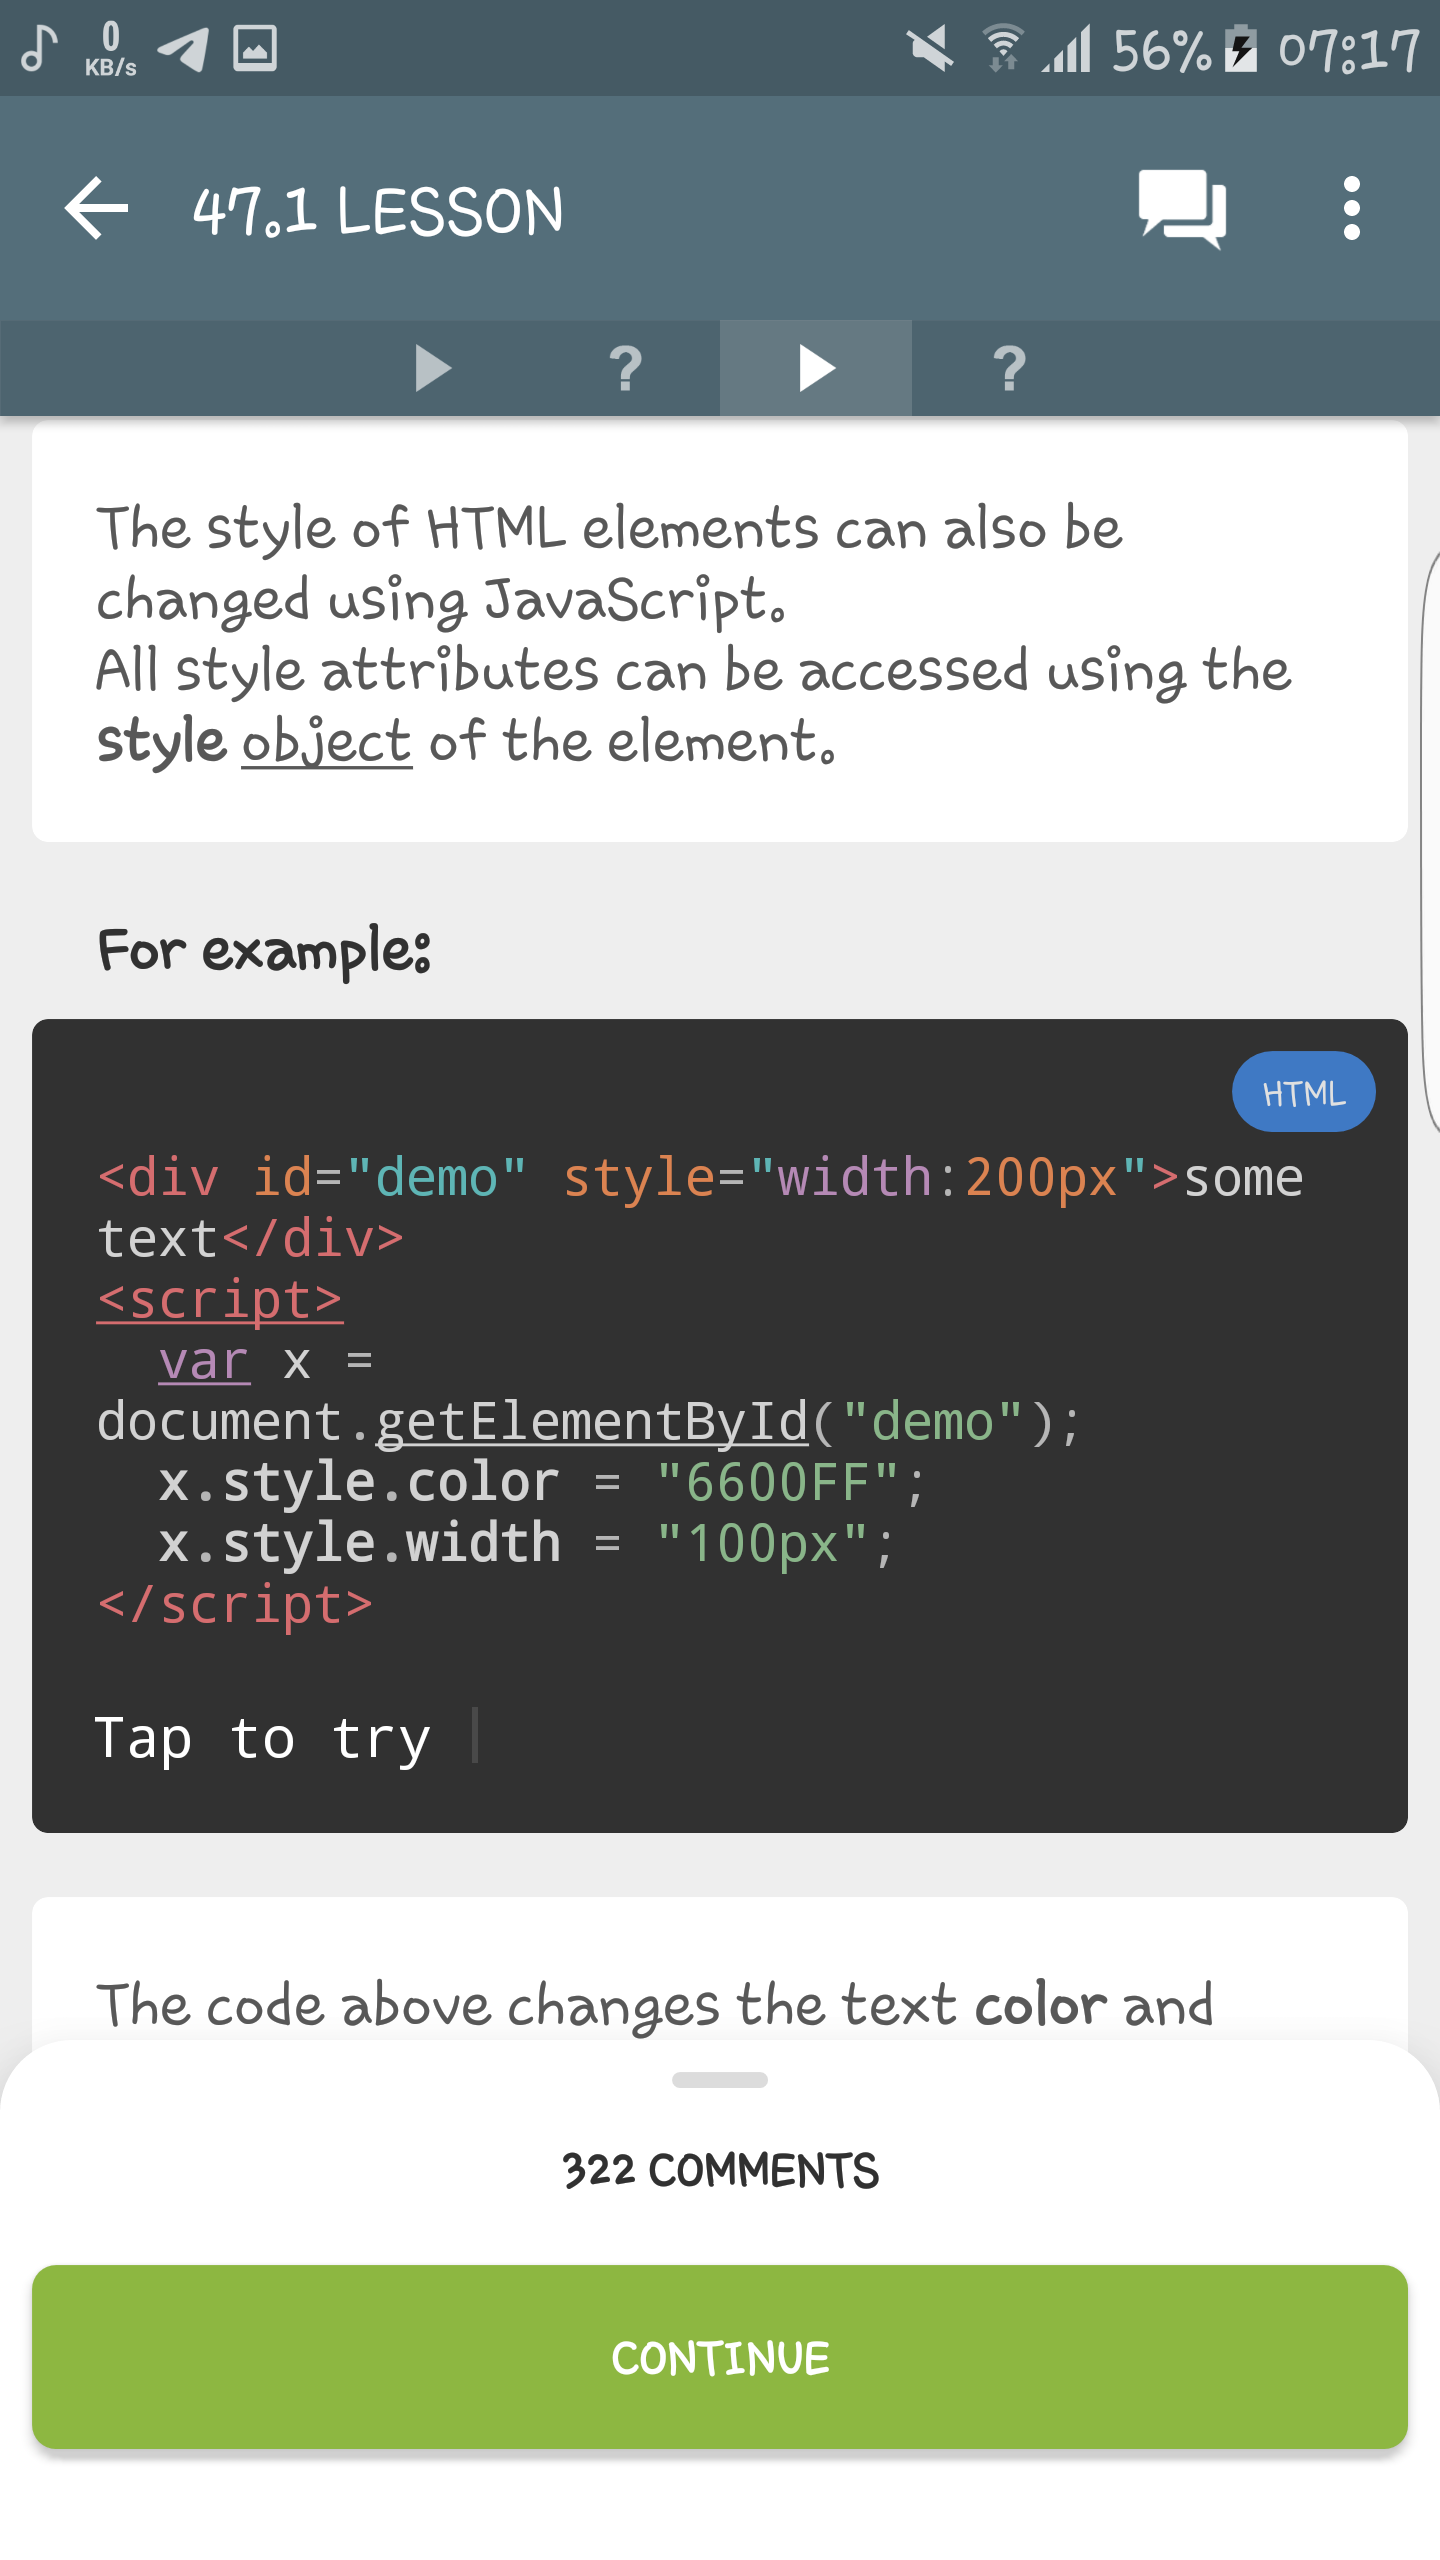 0
KB/s
56%
07:17
47.1 LESSON
?
?
The style of HTML elements can also be
changed using JavaScript.
All style attributes can be accessed using the
style object of the element.
For example:
HTML
<div id="demo" style="width:200px">some
text</div>
<script>
var x =
document.getElementById("demo");
x.style.color = "6600FF";
x.style.width = "100px";
</script>
Tap to try
The code above changes the text color and
322 COMMENTS
CONTINUE